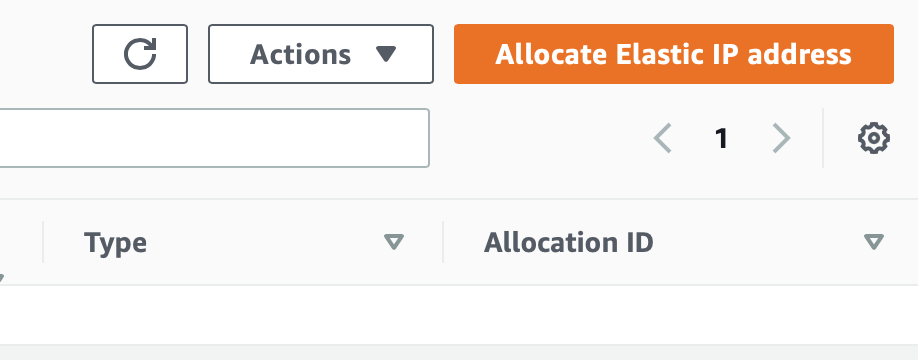 Actions
Allocate Elastic IP address
1
Type
Allocation ID